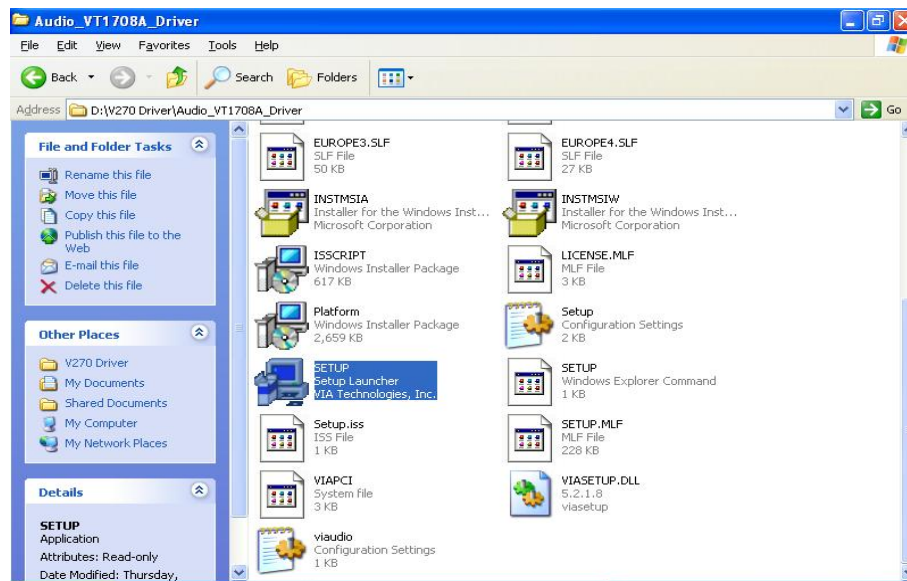 Audio_VT1708A_Driver
File Edit View Favorites Tools Help
Back Search Folders
Address D:\V270 Driver\Audio_VT1708A_Driver Go
File and Folder Tasks
Rename this file
Move this file
Copy this file
Publish this file to the
Web
E-mail this file
Delete this file
Other Places
V270 Driver
My Documents
Shared Documents
My Computer
My Network Places
Details
SETUP
Application
Attributes: Read-only
Date Modified: Thursday,
EUROPE3.SLF
SLF File
50 KB
EUROPE4.SLF
SLF File
27 KB
INSTMSIA
Installer for the Windows Inst...
Microsoft Corporation
INSTMSIW
Installer for the Windows Inst...
Microsoft Corporation
ISSCRIPT
Windows Installer Package
617 KB
LICENSE.MLF
MLF File
3 KB
Platform
Windows Installer Package
2,659 KB
Setup
Configuration Settings
2 KB
SETUP
Setup Launcher
VIA Technologies, Inc.
SETUP
Windows Explorer Command
1 KB
Setup.iss
ISS File
1 KB
SETUP.MLF
MLF File
228 KB
VIAPCI
System file
3 KB
VIASETUP.DLL
5.2.1.8
viasetup
viaudio
Configuration Settings
1 KB